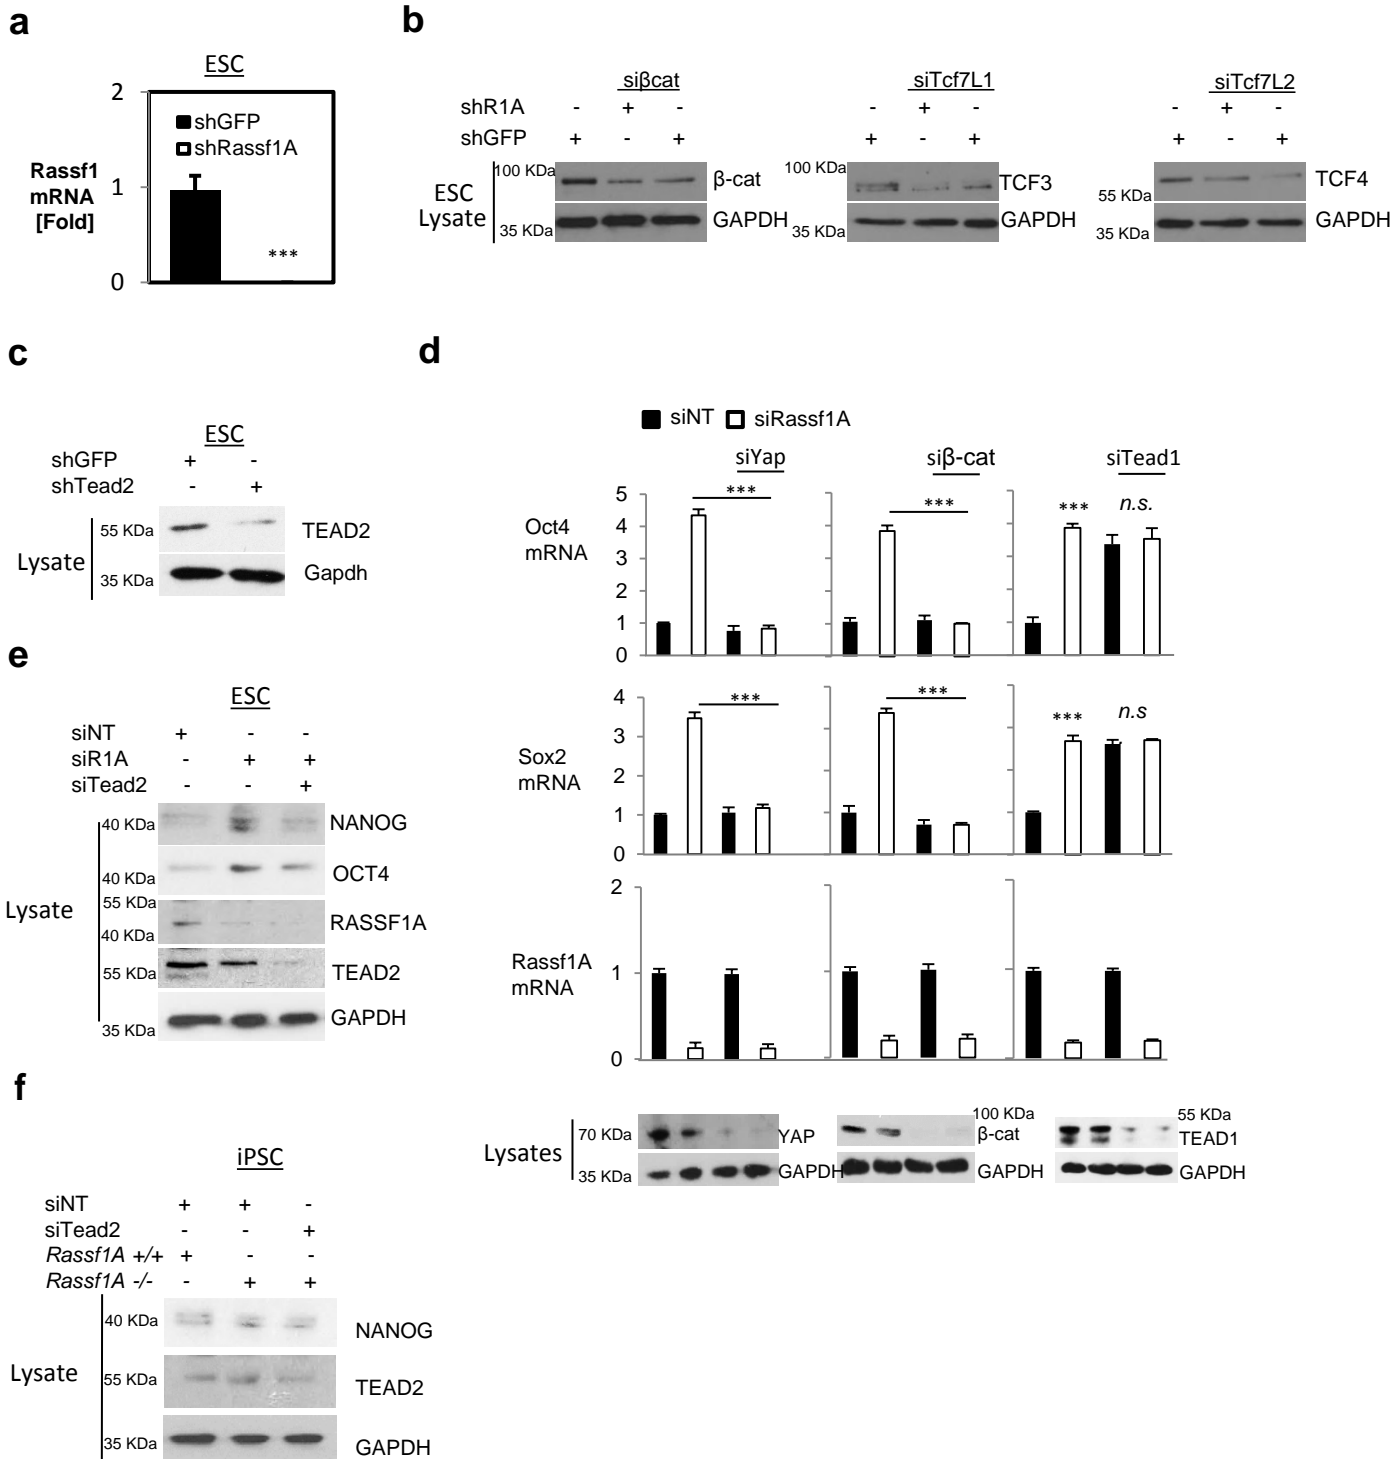 a
ESC
2
1
0
Rassf1
mRNA
[Fold]
shGFP
shRassf1A
***
b
siβcat
siTcf7L1
siTcf7L2
shR1A - + - - + - - + -
shGFP + - + + - + + - +
ESC
Lysate
100 KDa
β-cat
35 KDa
GAPDH
100 KDa
TCF3
35 KDa
GAPDH
55 KDa
TCF4
35 KDa
GAPDH
c
ESC
shGFP + -
shTead2 - +
Lysate
55 KDa
TEAD2
35 KDa
Gapdh
d
siNT siRassf1A
siYap
siβ-cat
siTead1
Oct4
mRNA
5
4
3
2
1
0
***
***
***
n.s.
Sox2
mRNA
4
3
2
1
0
***
***
***
n.s
Rassf1A
mRNA
2
1
0
Lysates
70 KDa
YAP
35 KDa
GAPDH
100 KDa
β-cat
GAPDH
55 KDa
TEAD1
GAPDH
e
ESC
siNT + - -
siR1A - + +
siTead2 - - +
Lysate
40 KDa
NANOG
40 KDa
OCT4
55 KDa
40 KDa
RASSF1A
55 KDa
TEAD2
35 KDa
GAPDH
f
iPSC
siNT + + -
siTead2 - - +
Rassf1A +/+ + - -
Rassf1A -/- - + +
Lysate
40 KDa
NANOG
55 KDa
TEAD2
35 KDa
GAPDH